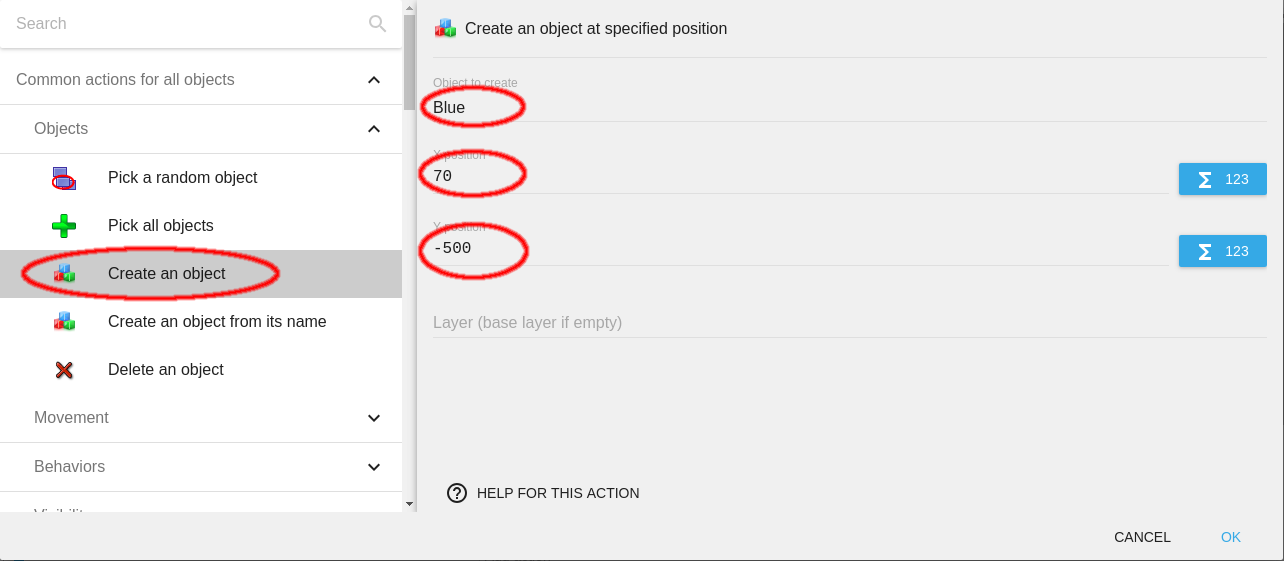 Search
Common actions for all objects
Objects
Pick a random object
Pick all objects
Create an object
Create an object from its name
Delete an object
Movement
Behaviors
Create an object at specified position
Object to create
Blue
X position
70
123
Y position
-500
123
Layer (base layer if empty)
HELP FOR THIS ACTION
CANCEL
OK